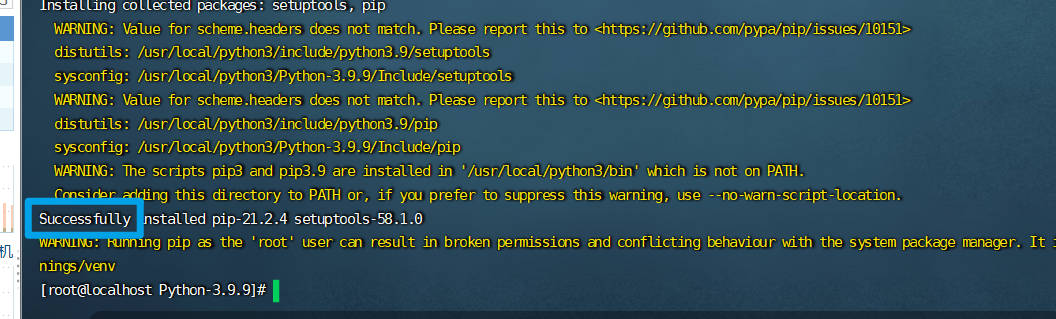 Installing collected packages: setuptools, pip
WARNING: Value for scheme.headers does not match. Please report this to <https://github.com/pypa/pip/issues/10151>
distutils: /usr/local/python3/include/python3.9/setuptools
sysconfig: /usr/local/python3/Python-3.9.9/Include/setuptools
WARNING: Value for scheme.headers does not match. Please report this to <https://github.com/pypa/pip/issues/10151>
distutils: /usr/local/python3/include/python3.9/pip
sysconfig: /usr/local/python3/Python-3.9.9/Include/pip
WARNING: The scripts pip3 and pip3.9 are installed in '/usr/local/python3/bin' which is not on PATH.
Consider adding this directory to PATH or, if you prefer to suppress this warning, use --no-warn-script-location.
Successfully installed pip-21.2.4 setuptools-58.1.0
WARNING: Running pip as the 'root' user can result in broken permissions and conflicting behaviour with the system package manager. It
机
nings/venv
[root@localhost Python-3.9.9]#